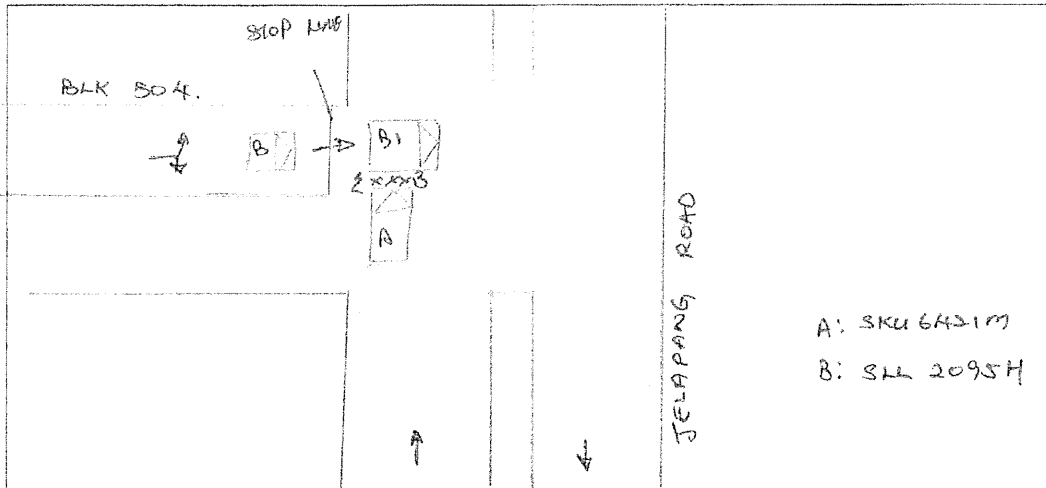 STOP LINE
BLK 504.
B
B1
A
JELAPANG ROAD
A: SKU 6421M
B: SLL 2095H